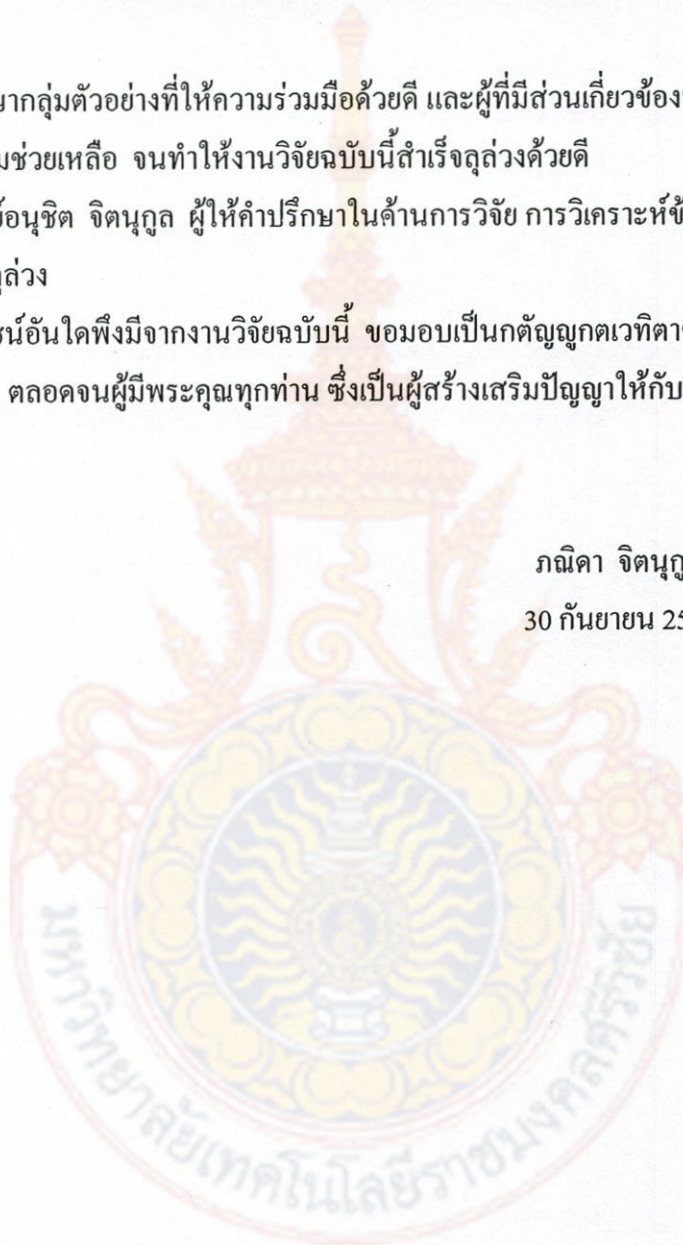 นากลุ่มตัวอย่างที่ให้ความร่วมมือด้วยดี และผู้ที่มีส่วนเกี่ยวข้อง
มช่วยเหลือ จนทำให้งานวิจัยฉบับนี้สำเร็จลุล่วงด้วยดี
อนุชิต จิตนุกูล ผู้ให้คำปรึกษาในด้านการวิจัย การวิเคราะห์ข้
ล่วง
ชน์อันใดพึงมีจากงานวิจัยฉบับนี้ ขอมอบเป็นกตัญญูกตเวทิตา
ตลอดจนผู้มีพระคุณทุกท่าน ซึ่งเป็นผู้สร้างเสริมปัญญาให้กับ
ภณิดา จิตนุกู
30 กันยายน 25
มหาวิทยาลัยเทคโนโลยีราชมงคลศรีวิชัย